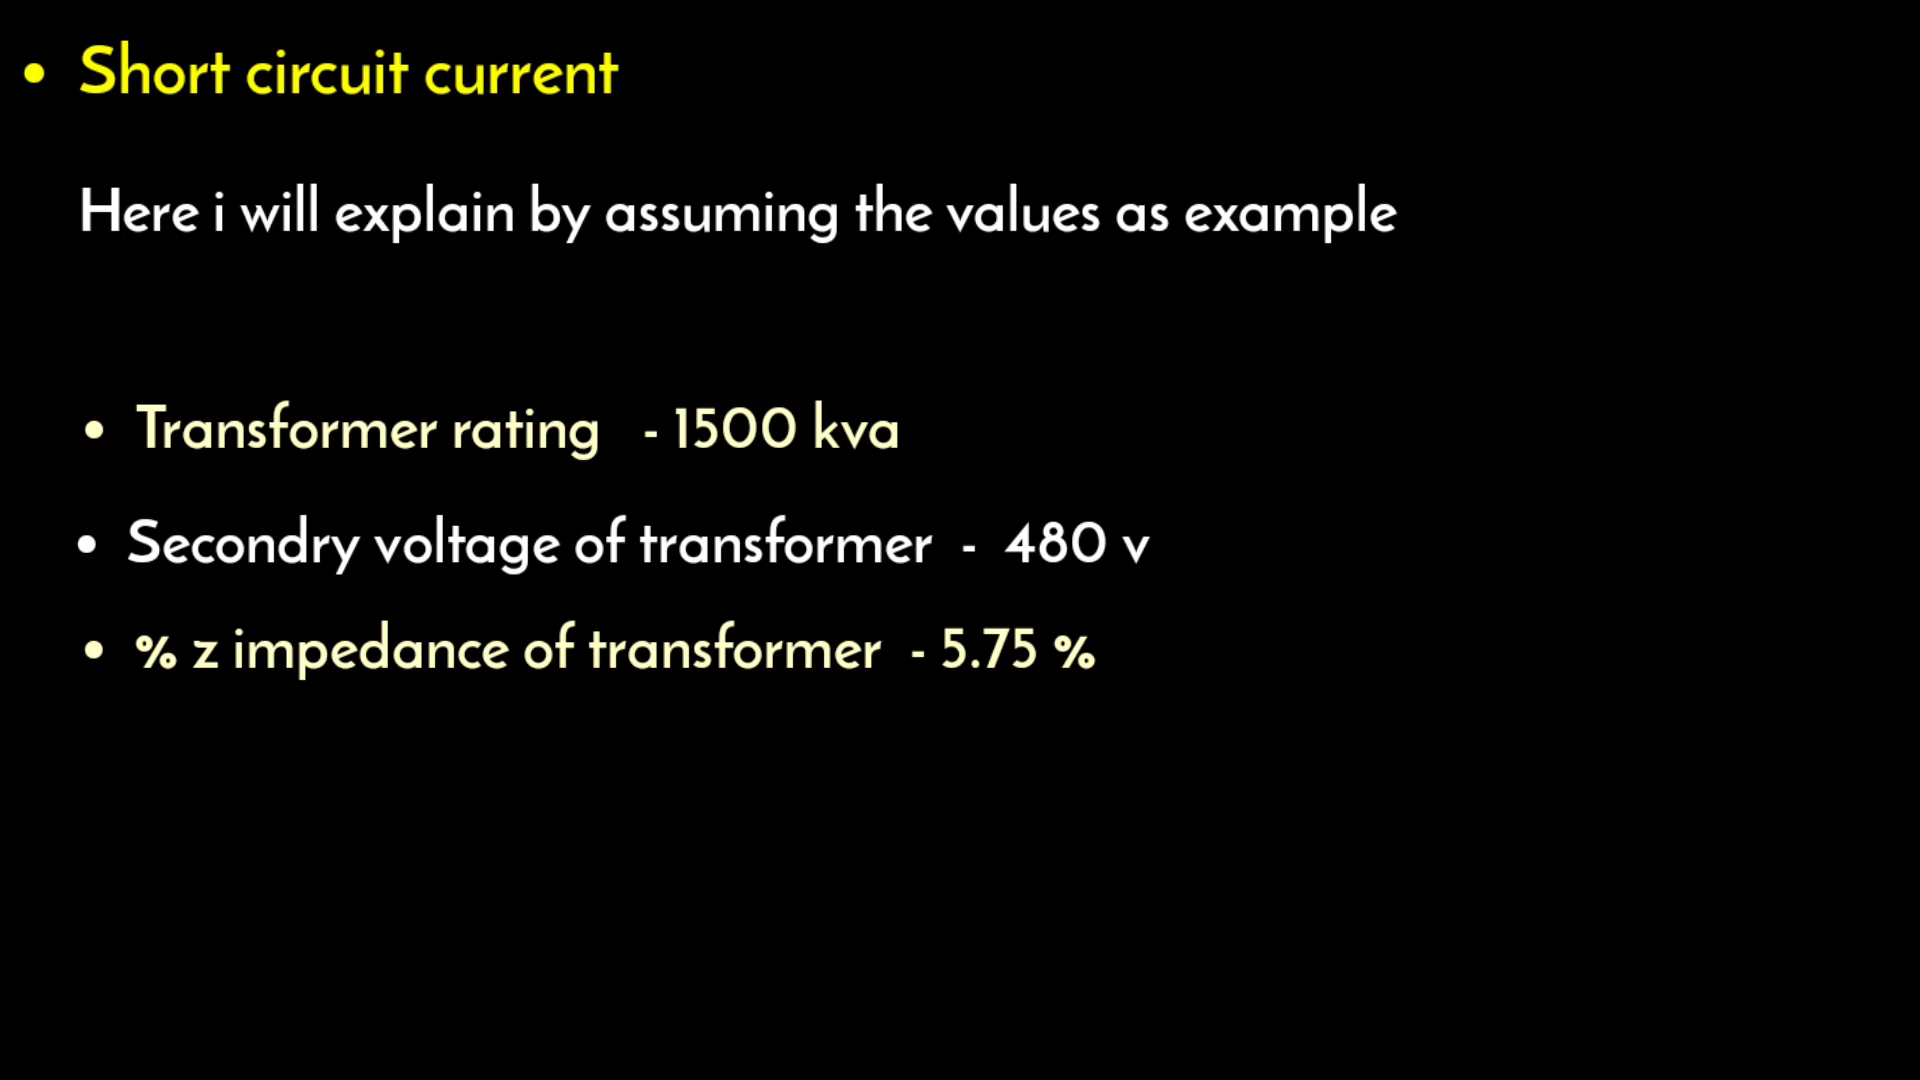 • Short circuit current
Here i will explain by assuming the values as example
• Transformer rating - 1500 kva
• Secondry voltage of transformer - 480 v
• % z impedance of transformer - 5.75 %